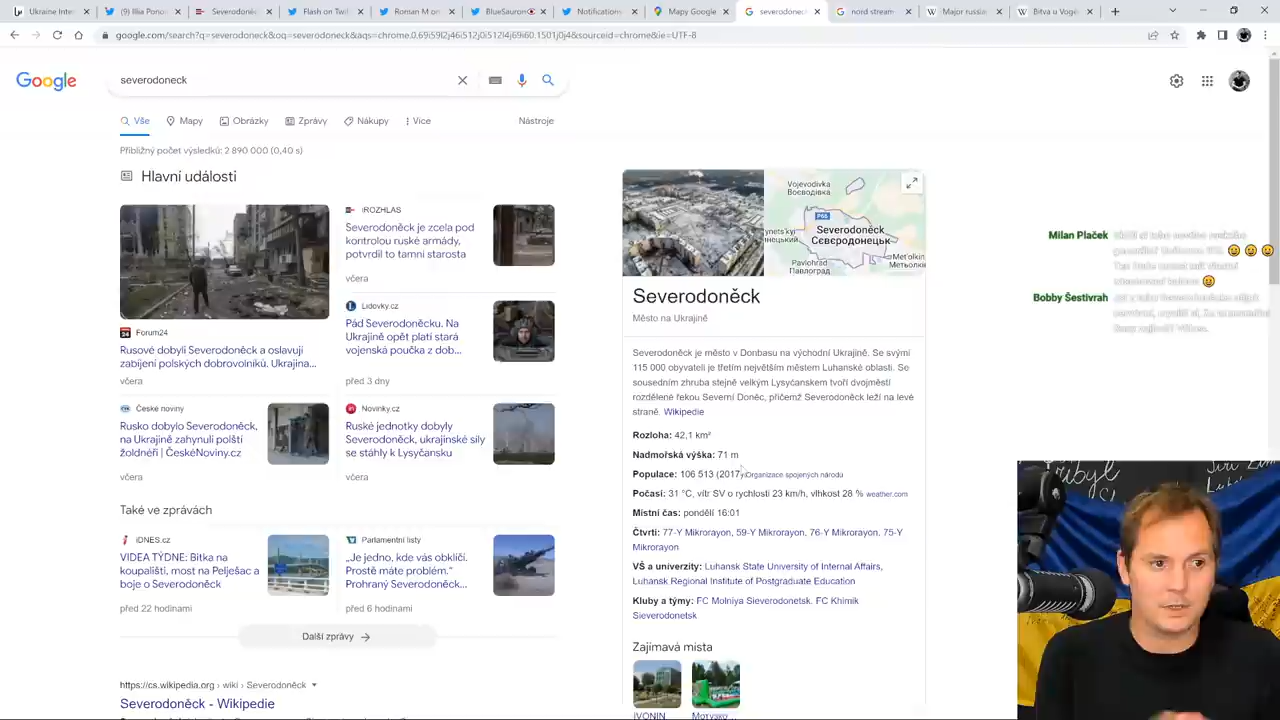 Ukraine Inter
(9) Illia Pono
Severodoneck
Flash on Twi
Roman M on
BlueSauron
Notifications
Mapy Google
severodoneck
nord stream
Major russia
Bitva u Vogě
google.com/search?q=severodoneck&oq=severodoneck&aqs=chrome.0.69i59l2j46i512j0i512l4j69i60.1501j0j4&sourceid=chrome&ie=UTF-8
Google
severodoneck
Vše
Mapy
Obrázky
Zprávy
Nákupy
Více
Nástroje
Přibližný počet výsledků: 2 890 000 (0,40 s)
Hlavní události
Forum24
Rusové dobyli Severodoněck a oslavují
zabíjení polských dobrovolníků. Ukrajina...
včera
iROZHLAS
Severodoněck je zcela pod
kontrolou ruské armády,
potvrdil to tamní starosta
včera
Lidovky.cz
Pád Severodoněcku. Na
Ukrajině opět platí stará
vojenská poučka z dob...
před 3 dny
České noviny
Rusko dobylo Severodoněck,
na Ukrajině zahynuli polští
žoldnéři | ČeskéNoviny.cz
včera
Novinky.cz
Ruské jednotky dobyly
Severodoněck, ukrajinské síly
se stáhly k Lysyčansku
včera
Také ve zprávách
iDNES.cz
VIDEA TÝDNE: Bitka na
koupališti, most na Pelješac a
boje o Severodoněck
před 22 hodinami
Parlamentní listy
„Je jedno, kde vás obklíčí.
Prostě máte problém.“
Prohraný Severodoněck...
před 6 hodinami
Další zprávy
https://cs.wikipedia.org › wiki › Severodoněck
Severodoněck - Wikipedie
Vojevodivka
Воєводівка
P66
Severodoněck
Сєвєродонецьк
Pavlohrad
Павлоград
Met'olkin
Метьолкін
Severodoněck
Město na Ukrajině
Severodoněck je město v Donbasu na východní Ukrajině. Se svými
115 000 obyvateli je třetím největším městem Luhanské oblasti. Se
sousedním zhruba stejně velkým Lysyčanskem tvoří dvojměstí
rozdělené řekou Severní Doněc, přičemž Severodoněck leží na levé
straně. Wikipedie
Rozloha: 42,1 km²
Nadmořská výška: 71 m
Populace: 106 513 (2017) Organizace spojených národů
Počasí: 31 °C, vítr SV o rychlosti 23 km/h, vlhkost 28 % weather.com
Místní čas: pondělí 16:01
Čtvrti: 77-Y Mikrorayon, 59-Y Mikrorayon, 76-Y Mikrorayon, 75-Y
Mikrorayon
VŠ a univerzity: Luhansk State University of Internal Affairs,
Luhansk Regional Institute of Postgraduate Education
Kluby a týmy: FC Molniya Sieverodonetsk, FC Khimik
Sieverodonetsk
Zajímavá místa
Milan Plaček
Bobby Šestivrah